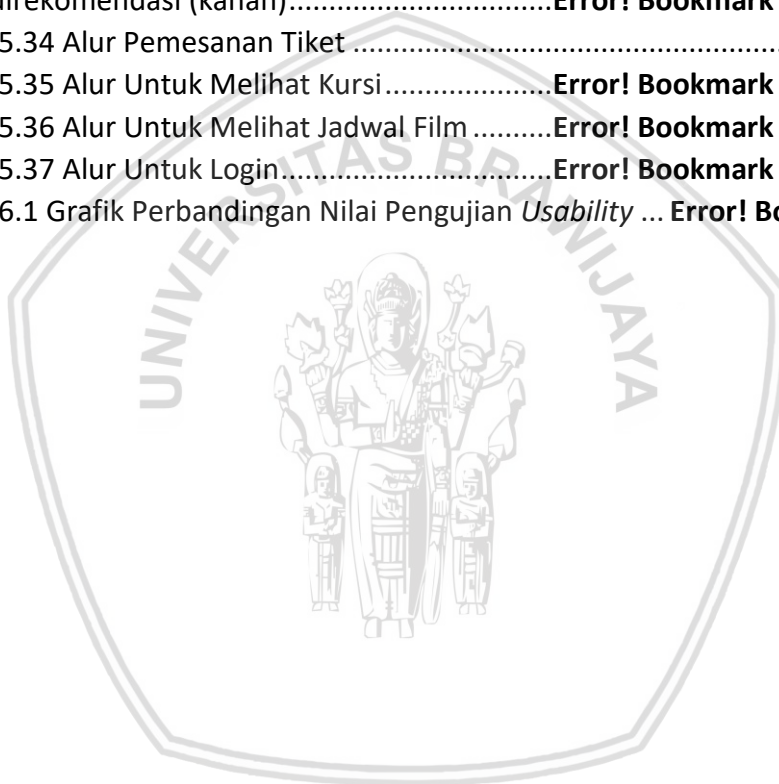 direkomendasi (kanan)................................Error! Bookmark
5.34 Alur Pemesanan Tiket ....................................................
5.35 Alur Untuk Melihat Kursi....................Error! Bookmark
5.36 Alur Untuk Melihat Jadwal Film ..........Error! Bookmark
5.37 Alur Untuk Login................................Error! Bookmark
6.1 Grafik Perbandingan Nilai Pengujian Usability ... Error! Bo
UNIVERSITAS BRAWIJAYA